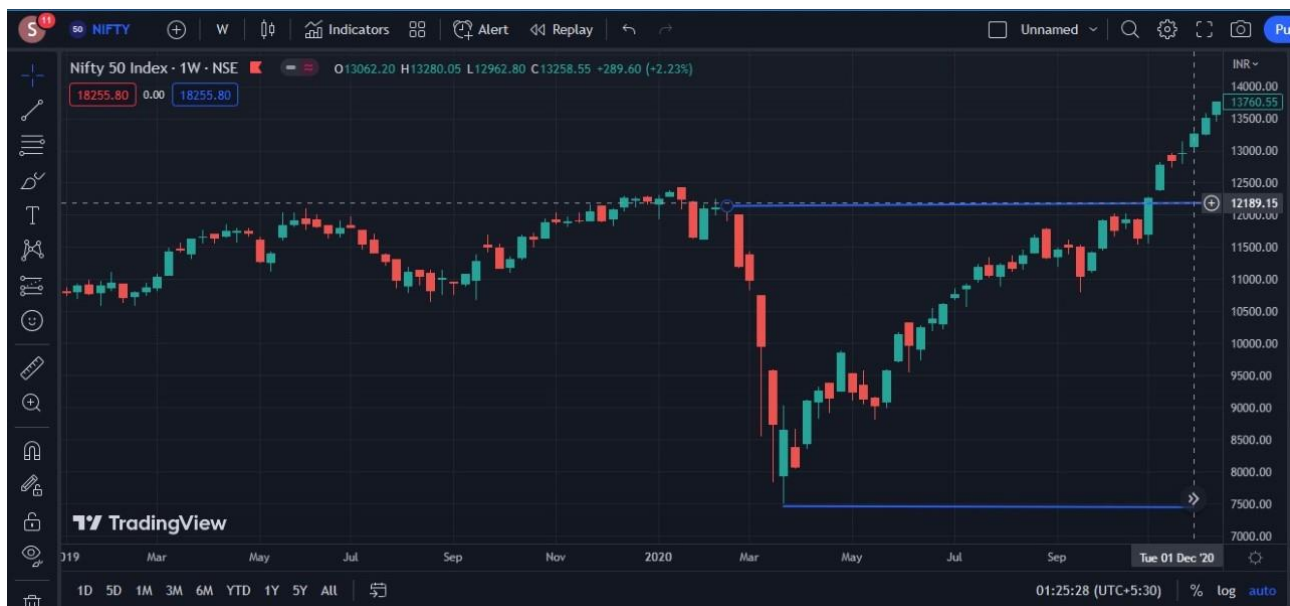 S 11 50 NIFTY W Indicators Alert Replay Unnamed Pu
Nifty 50 Index · 1W · NSE O13062.20 H13280.05 L12962.80 C13258.55 +289.60 (+2.23%) INR
18255.80 0.00 18255.80
14000.00
13760.55
13500.00
13000.00
12500.00
12189.15
12000.00
11500.00
11000.00
10500.00
10000.00
9500.00
9000.00
8500.00
8000.00
7500.00
7000.00
TradingView
019 Mar May Jul Sep Nov 2020 Mar May Jul Sep Tue 01 Dec '20
1D 5D 1M 3M 6M YTD 1Y 5Y All 01:25:28 (UTC+5:30) % log auto